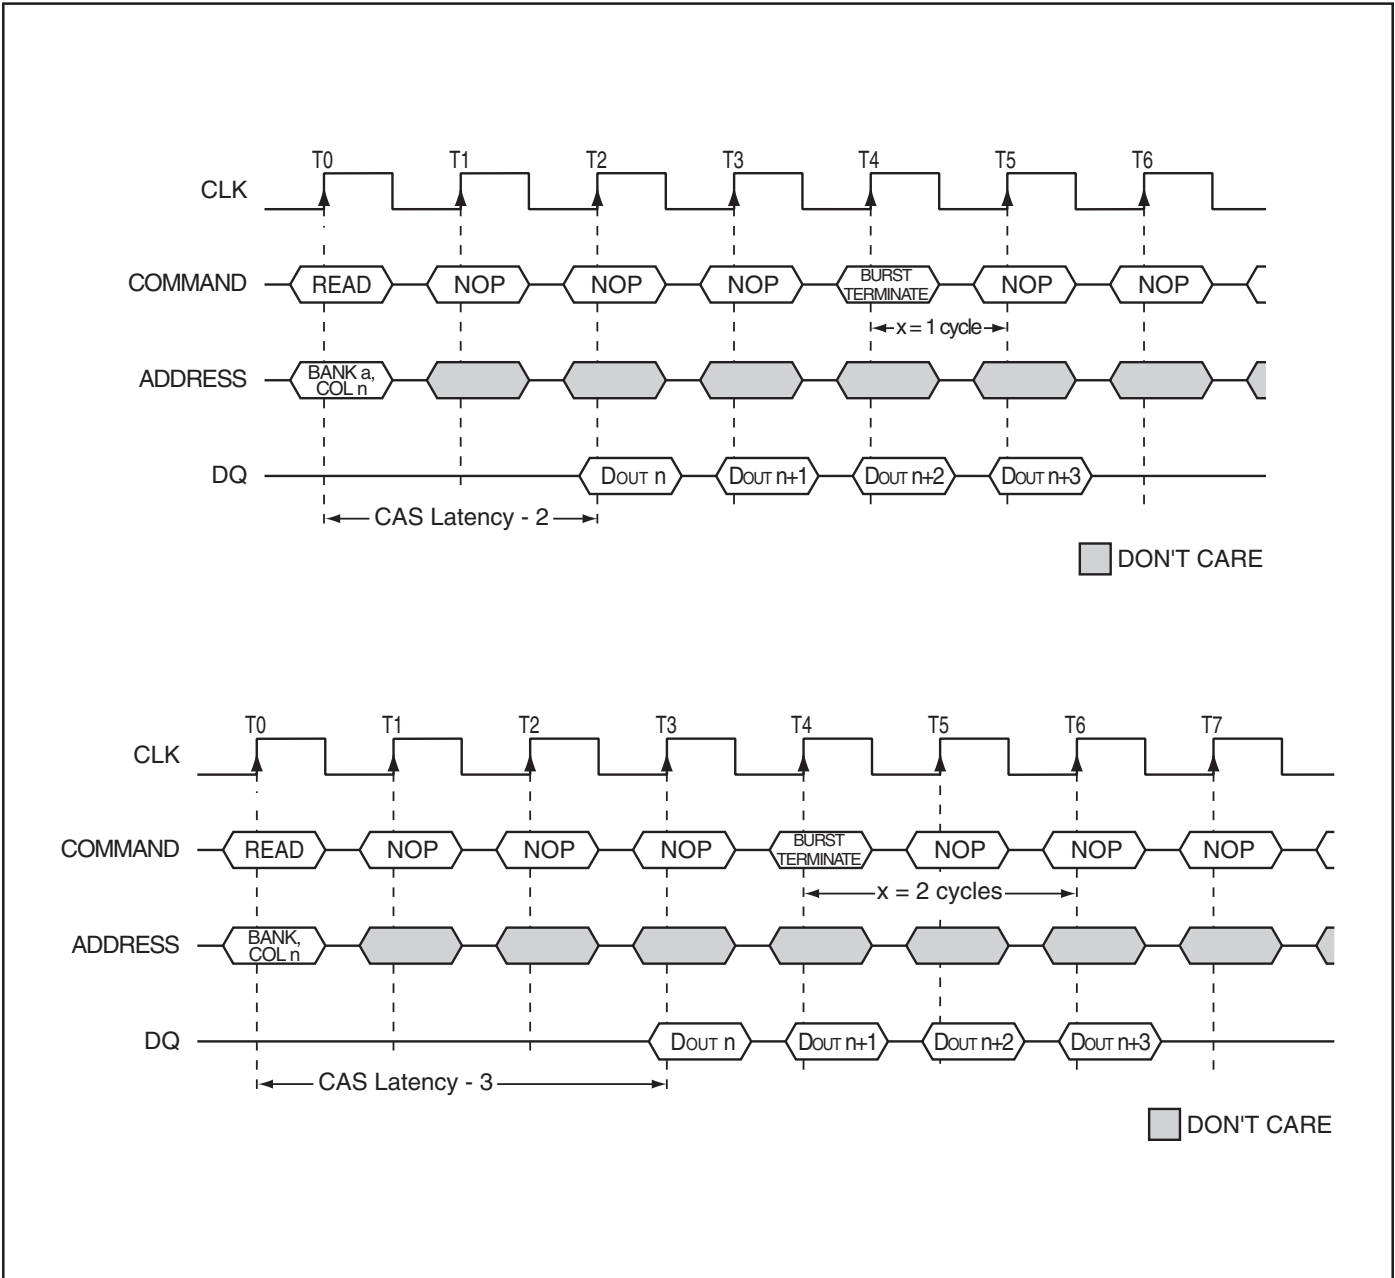 T0 T1 T2 T3 T4 T5 T6
CLK
COMMAND READ NOP NOP NOP BURST TERMINATE NOP NOP
x = 1 cycle
ADDRESS BANK a, COL n
DQ DOUT n DOUT n+1 DOUT n+2 DOUT n+3
CAS Latency - 2
DON'T CARE
T0 T1 T2 T3 T4 T5 T6 T7
CLK
COMMAND READ NOP NOP NOP BURST TERMINATE NOP NOP NOP
x = 2 cycles
ADDRESS BANK, COL n
DQ DOUT n DOUT n+1 DOUT n+2 DOUT n+3
CAS Latency - 3
DON'T CARE